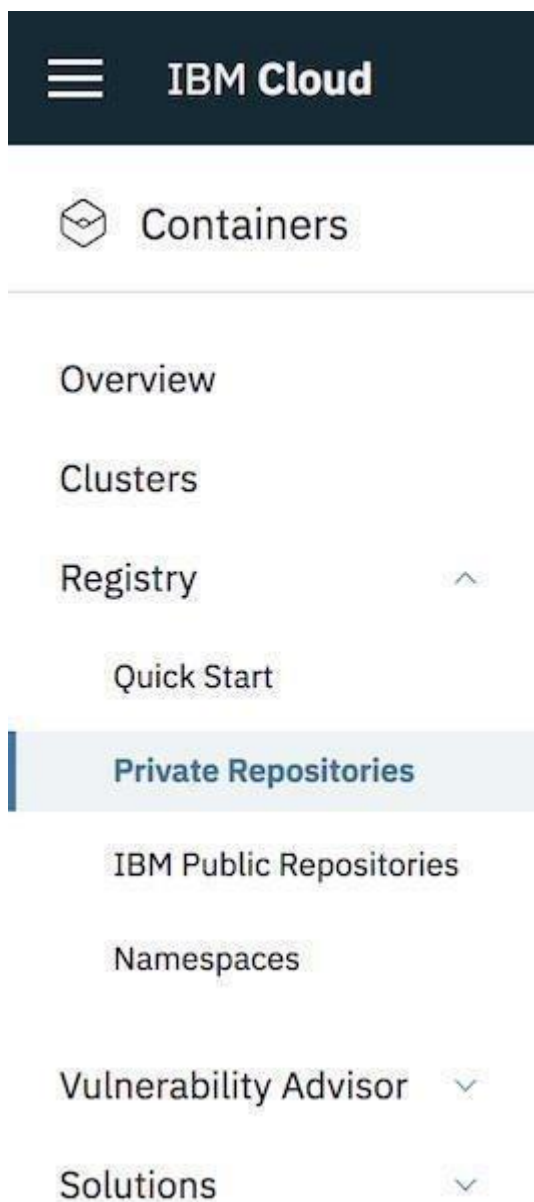 IBM Cloud
Containers
Overview
Clusters
Registry
Quick Start
Private Repositories
IBM Public Repositories
Namespaces
Vulnerability Advisor
Solutions